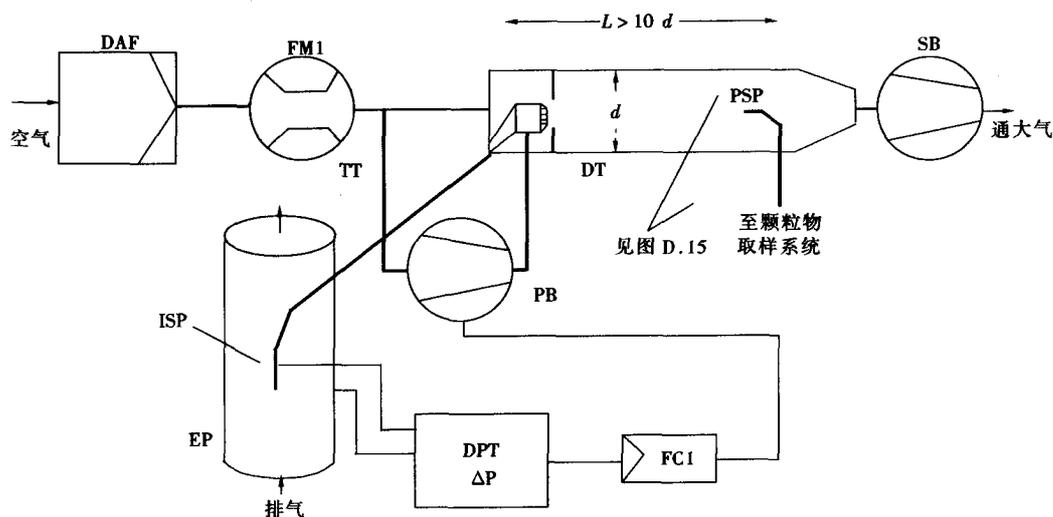 L>10 d
DAF
FM1
SB
空气
TT
d
PSP
DT
通大气
见图 D.15
至颗粒物
取样系统
PB
ISP
EP
DPT
ΔP
FC1
排气